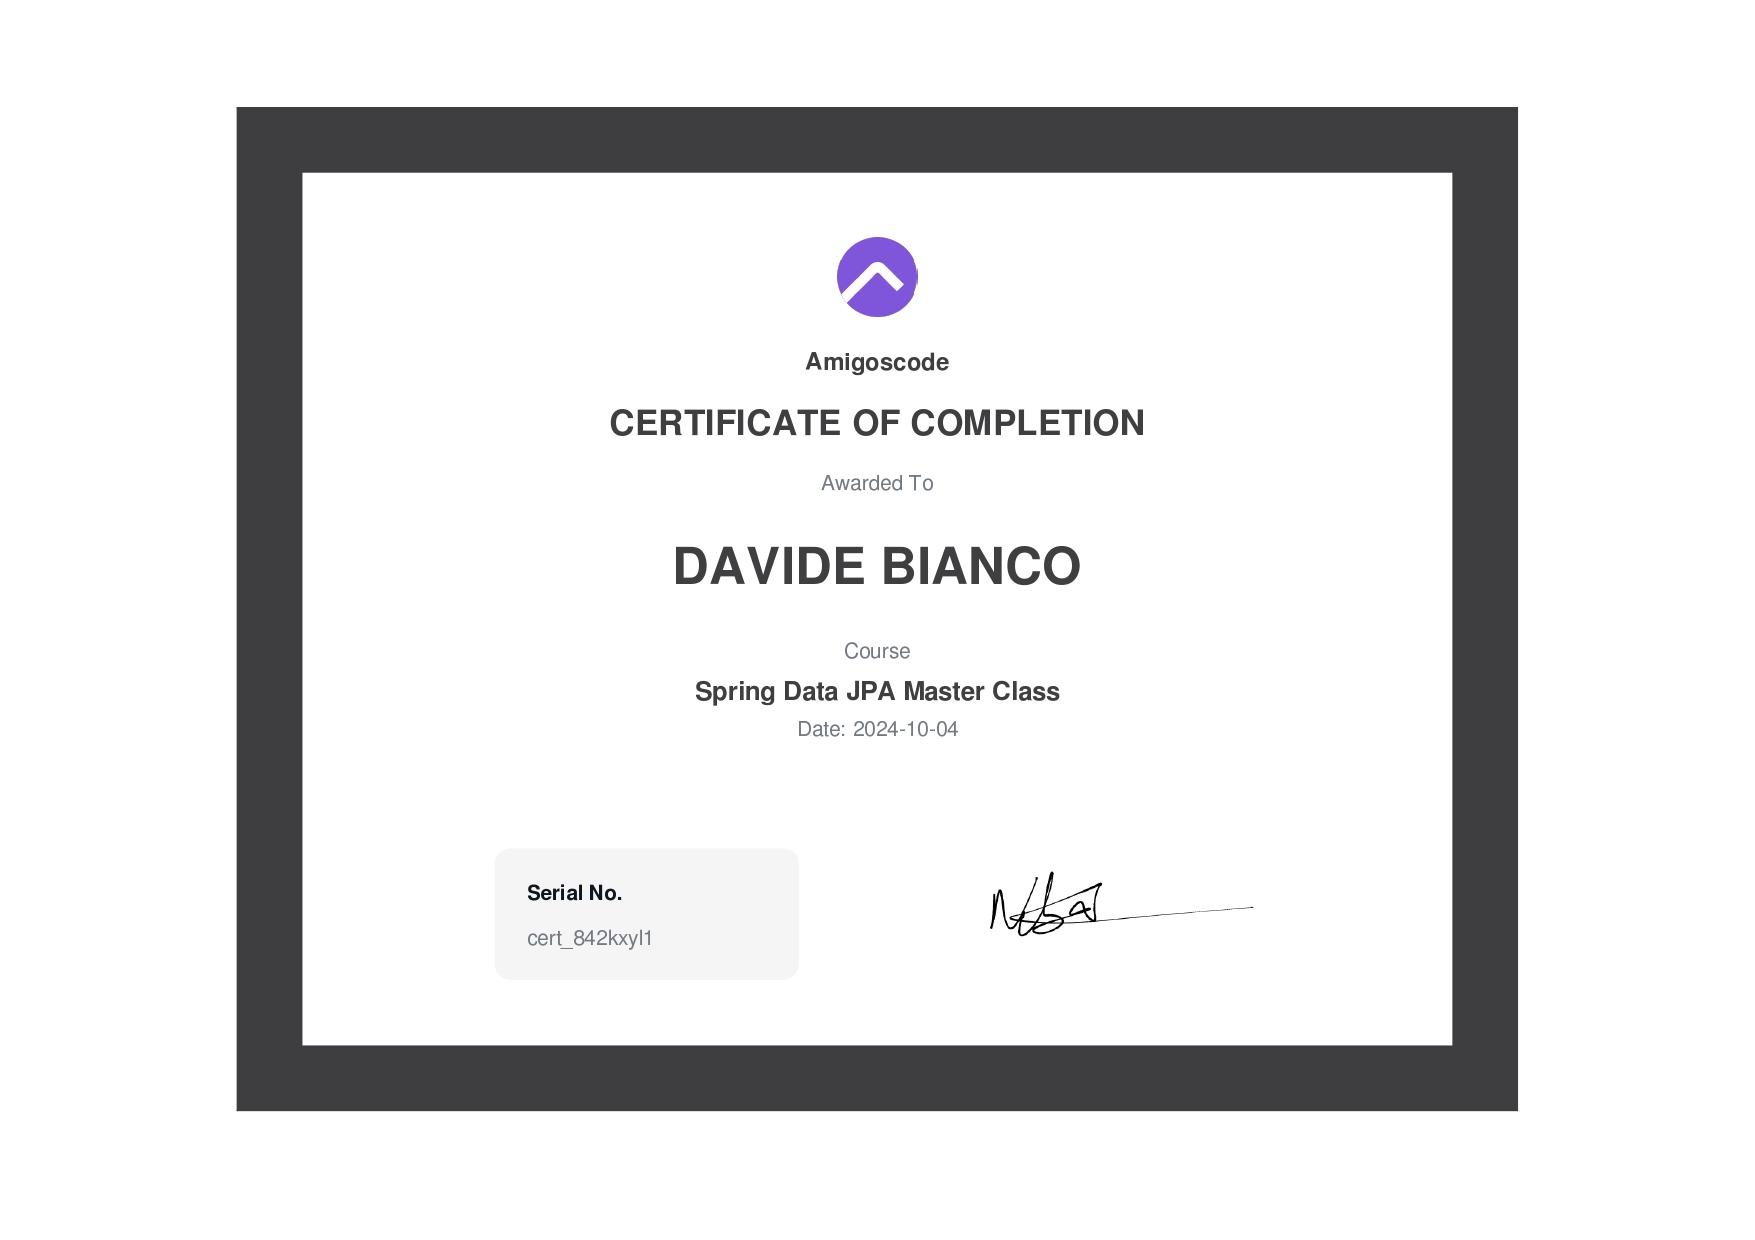 Amigoscode
CERTIFICATE OF COMPLETION
Awarded To
DAVIDE BIANCO
Course
Spring Data JPA Master Class
Date: 2024-10-04
Serial No.
cert_842kxyl1